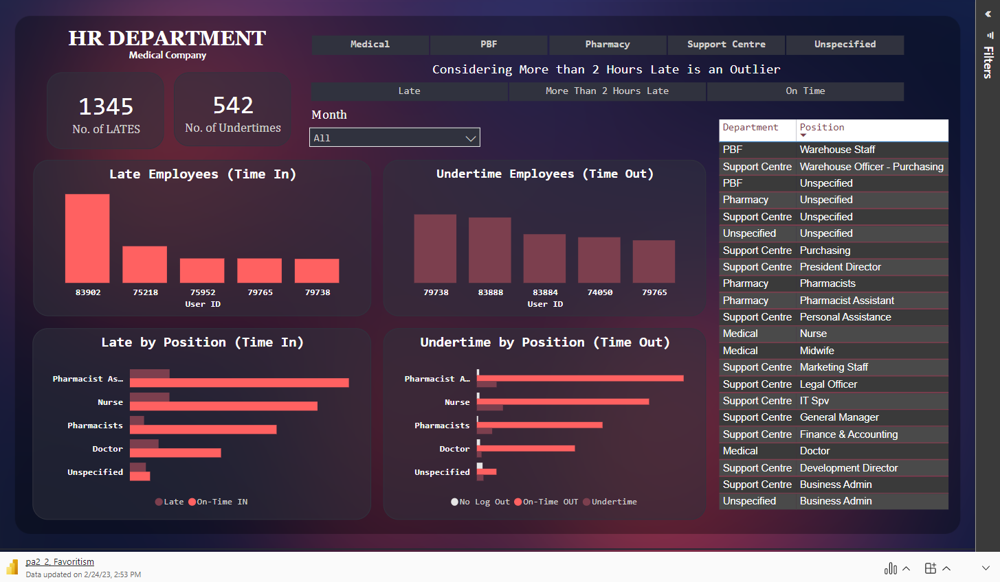 HR DEPARTMENT
Medical Company
Medical
PBF
Pharmacy
Support Centre
Unspecified
Considering More than 2 Hours Late is an Outlier
Late
More Than 2 Hours Late
On Time
1345
No. of LATES
542
No. of Undertimes
Month
All
Late Employees (Time In)
83902 75218 75952 79765 79738
User ID
Undertime Employees (Time Out)
79738 83888 83884 74050 79765
User ID
Late by Position (Time In)
Pharmacist As...
Nurse
Pharmacists
Doctor
Unspecified
Late On-Time IN
Undertime by Position (Time Out)
Pharmacist A...
Nurse
Pharmacists
Doctor
Unspecified
No Log Out On-Time OUT Undertime
Department Position
PBF Warehouse Staff
Support Centre Warehouse Officer - Purchasing
PBF Unspecified
Pharmacy Unspecified
Support Centre Unspecified
Unspecified Unspecified
Support Centre Purchasing
Support Centre President Director
Pharmacy Pharmacists
Pharmacy Pharmacist Assistant
Support Centre Personal Assistance
Medical Nurse
Medical Midwife
Support Centre Marketing Staff
Support Centre Legal Officer
Support Centre IT Spv
Support Centre General Manager
Support Centre Finance & Accounting
Medical Doctor
Support Centre Development Director
Support Centre Business Admin
Unspecified Business Admin
Filters
pa2_2, Favoritism
Data updated on 2/24/23, 2:53 PM